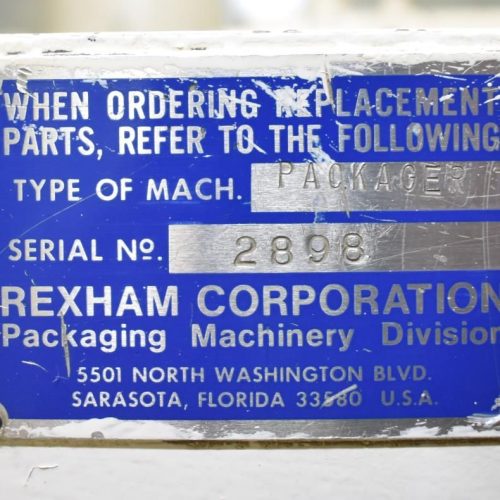 WHEN ORDERING REPLACEMENT
PARTS, REFER TO THE FOLLOWING
TYPE OF MACH. PACKAGER
SERIAL Nº. 2898
REXHAM CORPORATION
Packaging Machinery Division
5501 NORTH WASHINGTON BLVD.
SARASOTA, FLORIDA 33580 U.S.A.